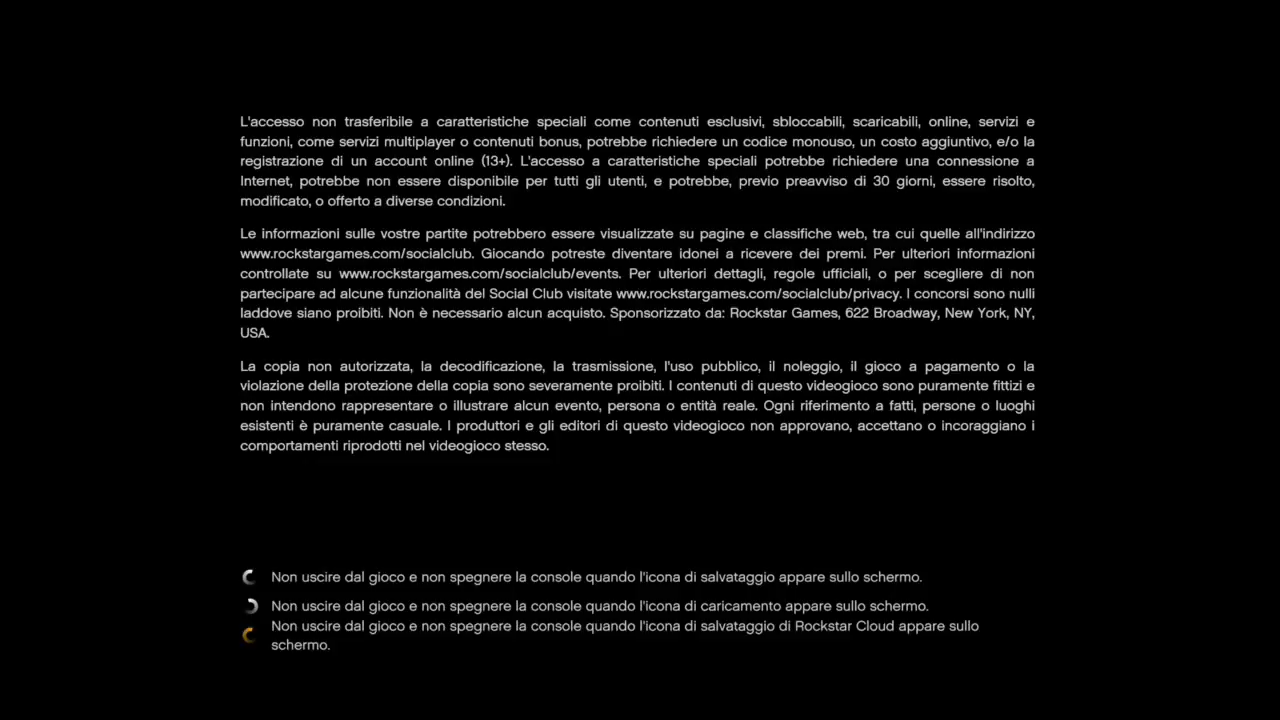 L'accesso non trasferibile a caratteristiche speciali come contenuti esclusivi, sbloccabili, scaricabili, online, servizi e
funzioni, come servizi multiplayer o contenuti bonus, potrebbe richiedere un codice monouso, un costo aggiuntivo, e/o la
registrazione di un account online (13+). L'accesso a caratteristiche speciali potrebbe richiedere una connessione a
Internet, potrebbe non essere disponibile per tutti gli utenti, e potrebbe, previo preavviso di 30 giorni, essere risolto,
modificato, o offerto a diverse condizioni.
Le informazioni sulle vostre partite potrebbero essere visualizzate su pagine e classifiche web, tra cui quelle all'indirizzo
www.rockstargames.com/socialclub. Giocando potreste diventare idonei a ricevere dei premi. Per ulteriori informazioni
controllate su www.rockstargames.com/socialclub/events. Per ulteriori dettagli, regole ufficiali, o per scegliere di non
partecipare ad alcune funzionalità del Social Club visitate www.rockstargames.com/socialclub/privacy. I concorsi sono nulli
laddove siano proibiti. Non è necessario alcun acquisto. Sponsorizzato da: Rockstar Games, 622 Broadway, New York, NY,
USA.
La copia non autorizzata, la decodificazione, la trasmissione, l'uso pubblico, il noleggio, il gioco a pagamento o la
violazione della protezione della copia sono severamente proibiti. I contenuti di questo videogioco sono puramente fittizi e
non intendono rappresentare o illustrare alcun evento, persona o entità reale. Ogni riferimento a fatti, persone o luoghi
esistenti è puramente casuale. I produttori e gli editori di questo videogioco non approvano, accettano o incoraggiano i
comportamenti riprodotti nel videogioco stesso.
Non uscire dal gioco e non spegnere la console quando l'icona di salvataggio appare sullo schermo.
Non uscire dal gioco e non spegnere la console quando l'icona di caricamento appare sullo schermo.
Non uscire dal gioco e non spegnere la console quando l'icona di salvataggio di Rockstar Cloud appare sullo
schermo.